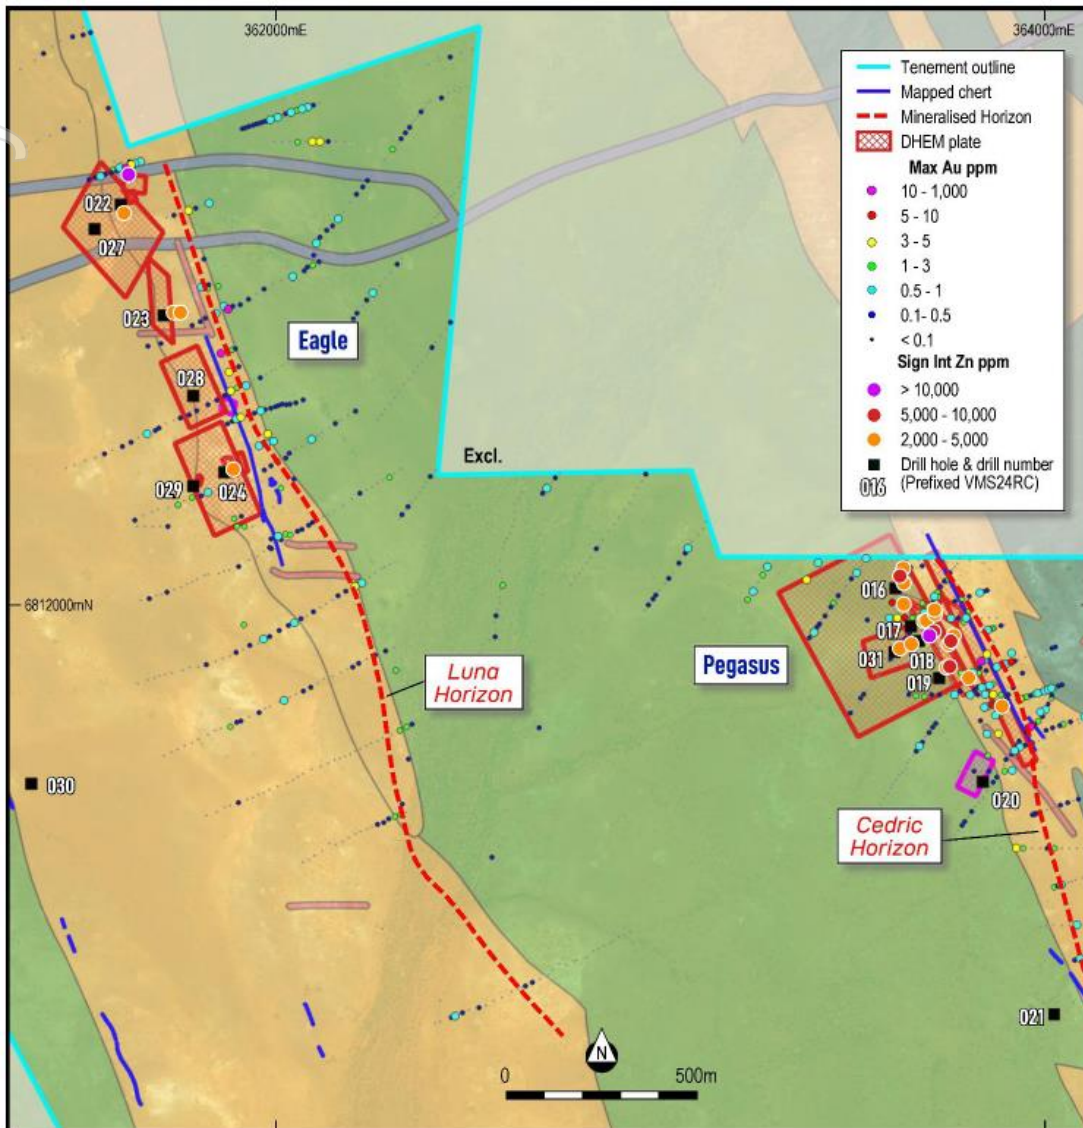 362000mE
364000mE
Tenement outline
Mapped chert
Mineralised Horizon
DHEM plate
Max Au ppm
10 - 1,000
5 - 10
3 - 5
1 - 3
0.5 - 1
0.1- 0.5
< 0.1
Sign Int Zn ppm
> 10,000
5,000 - 10,000
2,000 - 5,000
Drill hole & drill number
016
(Prefixed VMS24RC)
022
027
023
Eagle
028
Excl.
029
024
016
6812000mN
017
031
018
Pegasus
019
Luna
Horizon
030
020
Cedric
Horizon
021
N
0
500m